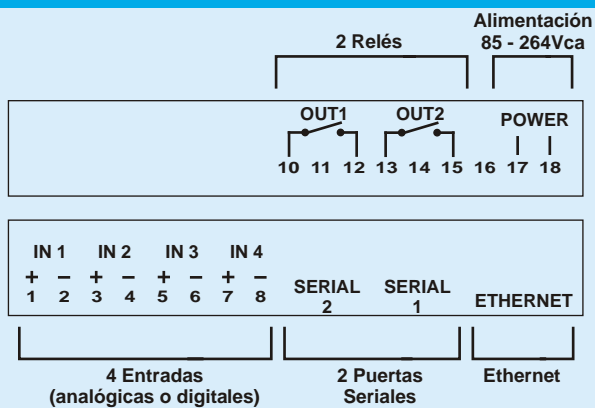 Alimentación
2 Relés 85 - 264Vca
OUT1 OUT2 POWER
10 11 12 13 14 15 16 17 18
IN 1 IN 2 IN 3 IN 4
+ − + − + − + −
1 2 3 4 5 6 7 8
SERIAL 2 SERIAL 1 ETHERNET
4 Entradas
(analógicas o digitales)
2 Puertas
Seriales
Ethernet